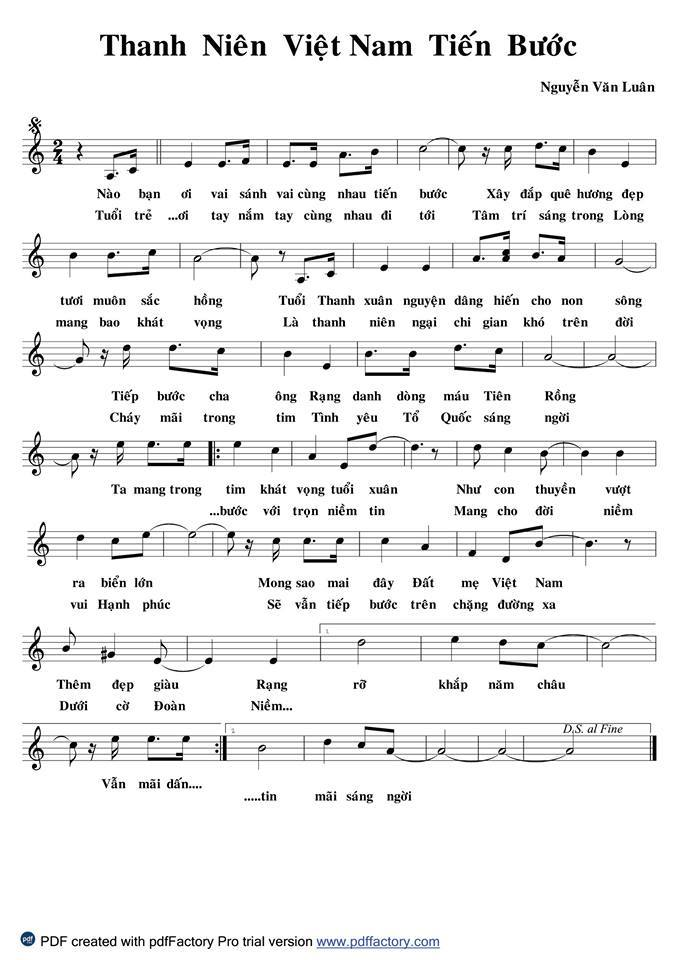 Thanh Niên Việt Nam Tiến Bước
Nguyễn Văn Luân
2
4
Nào bạn ơi vai sánh vai cùng nhau tiến bước Xây đắp quê hương đẹp
Tuổi trẻ ...ơi tay nắm tay cùng nhau đi tới Tâm trí sáng trong Lòng
tươi muôn sắc hồng Tuổi Thanh xuân nguyện dâng hiến cho non sông
mang bao khát vọng Là thanh niên ngại chi gian khó trên đời
Tiếp bước cha ông Rạng danh dòng máu Tiên Rồng
Cháy mãi trong tim Tình yêu Tổ Quốc sáng ngời
Ta mang trong tim khát vọng tuổi xuân Như con thuyền vượt
...bước với trọn niềm tin Mang cho đời niềm
ra biển lớn Mong sao mai đây Đất mẹ Việt Nam
vui Hạnh phúc Sẽ vẫn tiếp bước trên chặng đường xa
1.
Thêm đẹp giàu Rạng rỡ khắp năm châu
Dưới cờ Đoàn Niềm...
2.
D.S. al Fine
Vẫn mãi dấn....
.....tin mãi sáng ngời
pdf PDF created with pdfFactory Pro trial version www.pdffactory.com